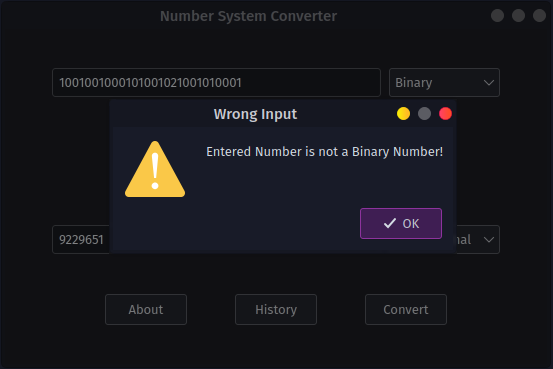 Number System Converter
1001001000101001021001010001
Binary
Wrong Input
Entered Number is not a Binary Number!
OK
9229651
nal
About
History
Convert